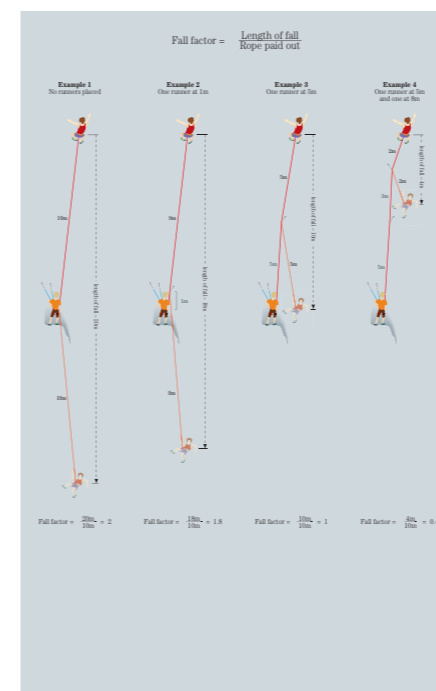 Fall factor = Length of fall
Rope paid out
Example 1
No runners placed
Example 2
One runner at 1m
Example 3
One runner at 5m
Example 4
One runner at 5m
and one at 8m
10m
10m
length of fall - 20m
9m
1m
9m
length of fall - 18m
5m
5m
5m
length of fall - 10m
2m
2m
3m
5m
length of fall - 4m
Fall factor = 20m
10m = 2
Fall factor = 18m
10m = 1.8
Fall factor = 10m
10m = 1
Fall factor = 4m
10m = 0.